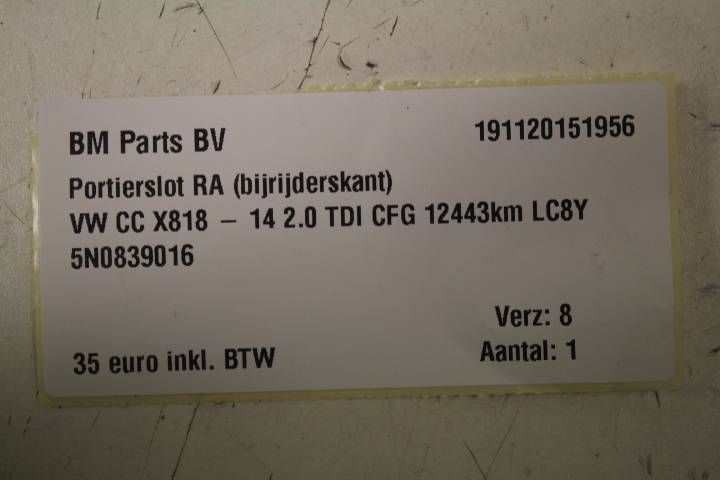 BM Parts BV 191120151956
Portierslot RA (bijrijderskant)
VW CC X818 – 14 2.0 TDI CFG 12443km LC8Y
5N0839016
Verz: 8
35 euro inkl. BTW Aantal: 1